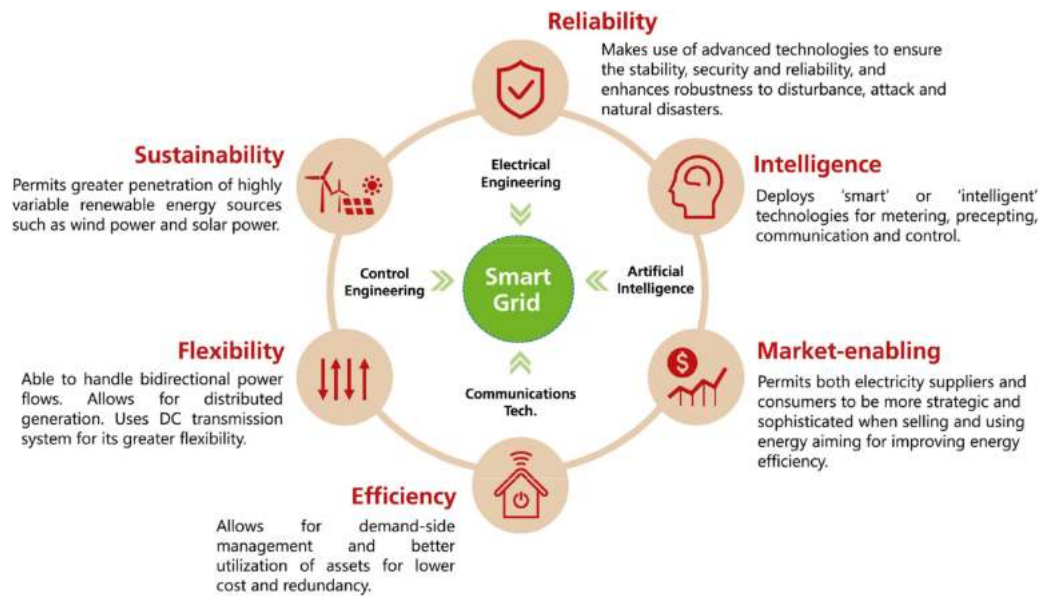 Reliability
Makes use of advanced technologies to ensure
the stability, security and reliability, and
enhances robustness to disturbance, attack and
natural disasters.
Sustainability
Permits greater penetration of highly
variable renewable energy sources
such as wind power and solar power.
Electrical
Engineering
Intelligence
Deploys 'smart' or 'intelligent'
technologies for metering, precepting,
communication and control.
Control
Engineering
Smart
Grid
Artificial
Intelligence
Flexibility
Able to handle bidirectional power
flows. Allows for distributed
generation. Uses DC transmission
system for its greater flexibility.
Communications
Tech.
$
Market-enabling
Permits both electricity suppliers and
consumers to be more strategic and
sophisticated when selling and using
energy aiming for improving energy
efficiency.
Efficiency
Allows for demand-side
management and better
utilization of assets for lower
cost and redundancy.